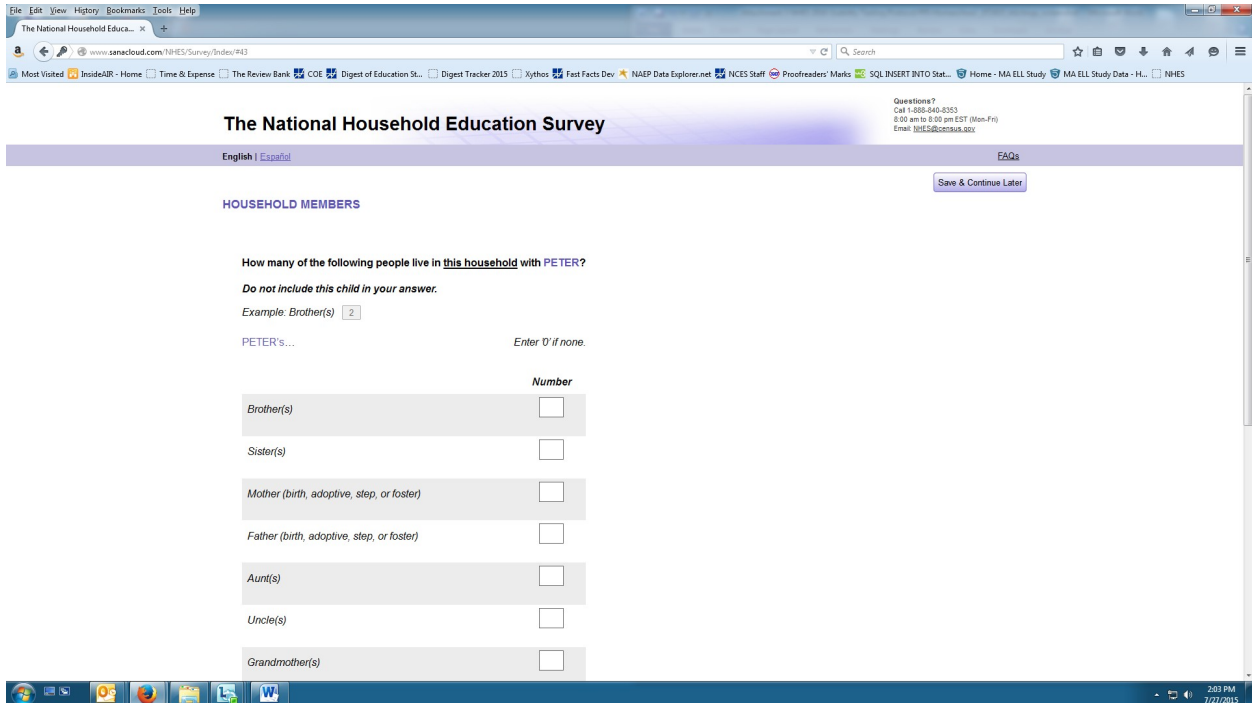 File Edit View History Bookmarks Tools Help
The National Household Educa... × +
www.sanacloud.com/NHES/Survey/Index/#43
Search
Most Visited InsideAIR - Home Time & Expense The Review Bank COE Digest of Education St... Digest Tracker 2015 Xythos Fast Facts Dev NAEP Data Explorer.net NCES Staff Proofreaders' Marks SQL INSERT INTO Stat... Home - MA ELL Study MA ELL Study Data - H... NHES
Questions?
Call 1-888-840-8353
8:00 am to 8:00 pm EST (Mon-Fri)
Email: NHES@census.gov
The National Household Education Survey
English | Español FAQs
Save & Continue Later
HOUSEHOLD MEMBERS
How many of the following people live in this household with PETER?
Do not include this child in your answer.
Example: Brother(s) 2
PETER's... Enter '0' if none.
Number
Brother(s)
Sister(s)
Mother (birth, adoptive, step, or foster)
Father (birth, adoptive, step, or foster)
Aunt(s)
Uncle(s)
Grandmother(s)
2:03 PM
7/27/2015